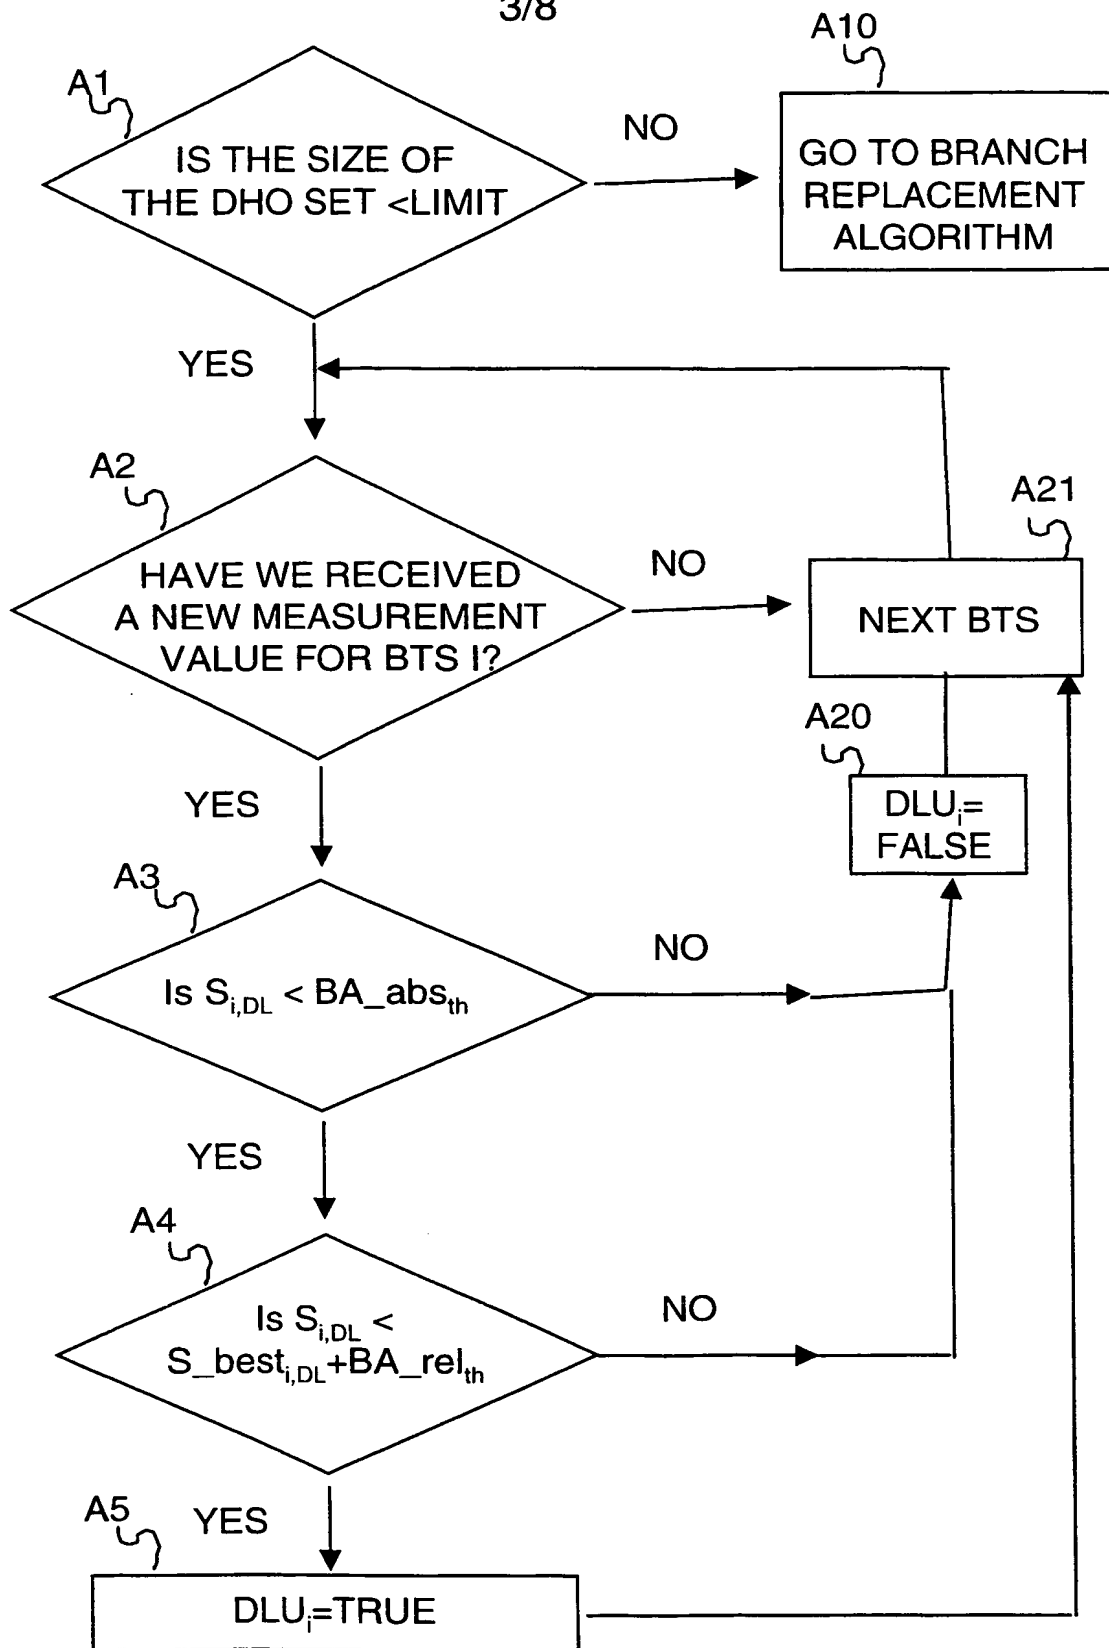 3/8
A10
A1
NO
IS THE SIZE OF
THE DHO SET <LIMIT
GO TO BRANCH
REPLACEMENT
ALGORITHM
YES
A2
A21
NO
HAVE WE RECEIVED
A NEW MEASUREMENT
VALUE FOR BTS I?
NEXT BTS
A20
YES
DLUi=
FALSE
A3
NO
Is Si,DL < BA_absth
YES
A4
NO
Is Si,DL <
S_besti,DL+BA_relth
A5
YES
DLUi=TRUE